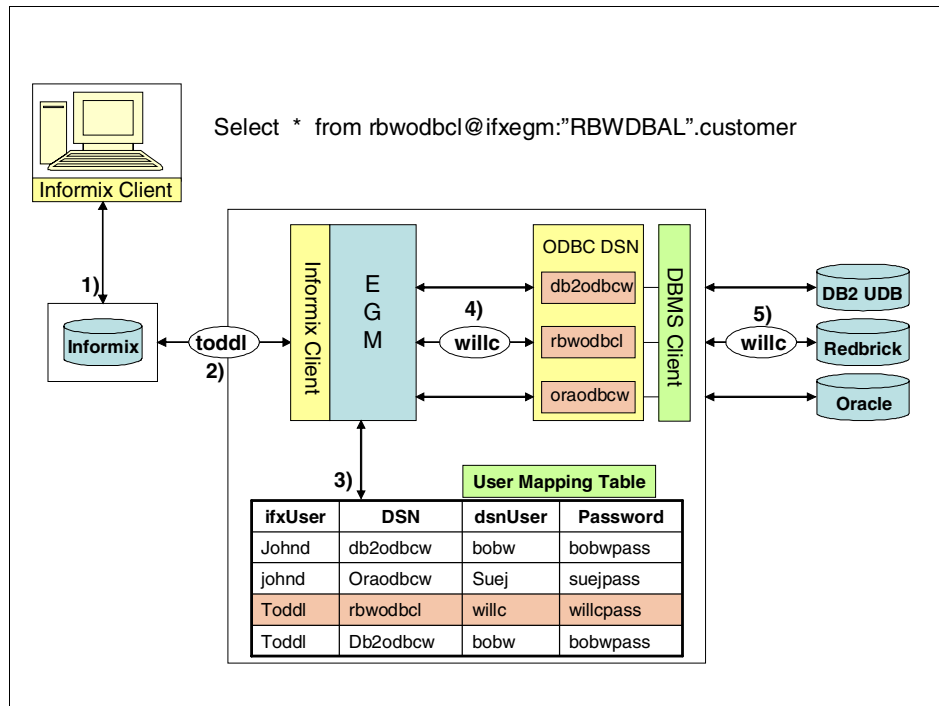 Select * from rbwodbcl@ifxegm:”RBWDBAL”.customer
Informix Client
1)
Informix
toddl
2)
Informix Client
E
G
M
4)
willc
ODBC DSN
db2odbcw
rbwodbcl
oraodbcw
DBMS Client
5)
willc
DB2 UDB
Redbrick
Oracle
3)
User Mapping Table
ifxUser DSN dsnUser Password
Johnd db2odbcw bobw bobwpass
johnd Oraodbcw Suej suejpass
Toddl rbwodbcl willc willcpass
Toddl Db2odbcw bobw bobwpass